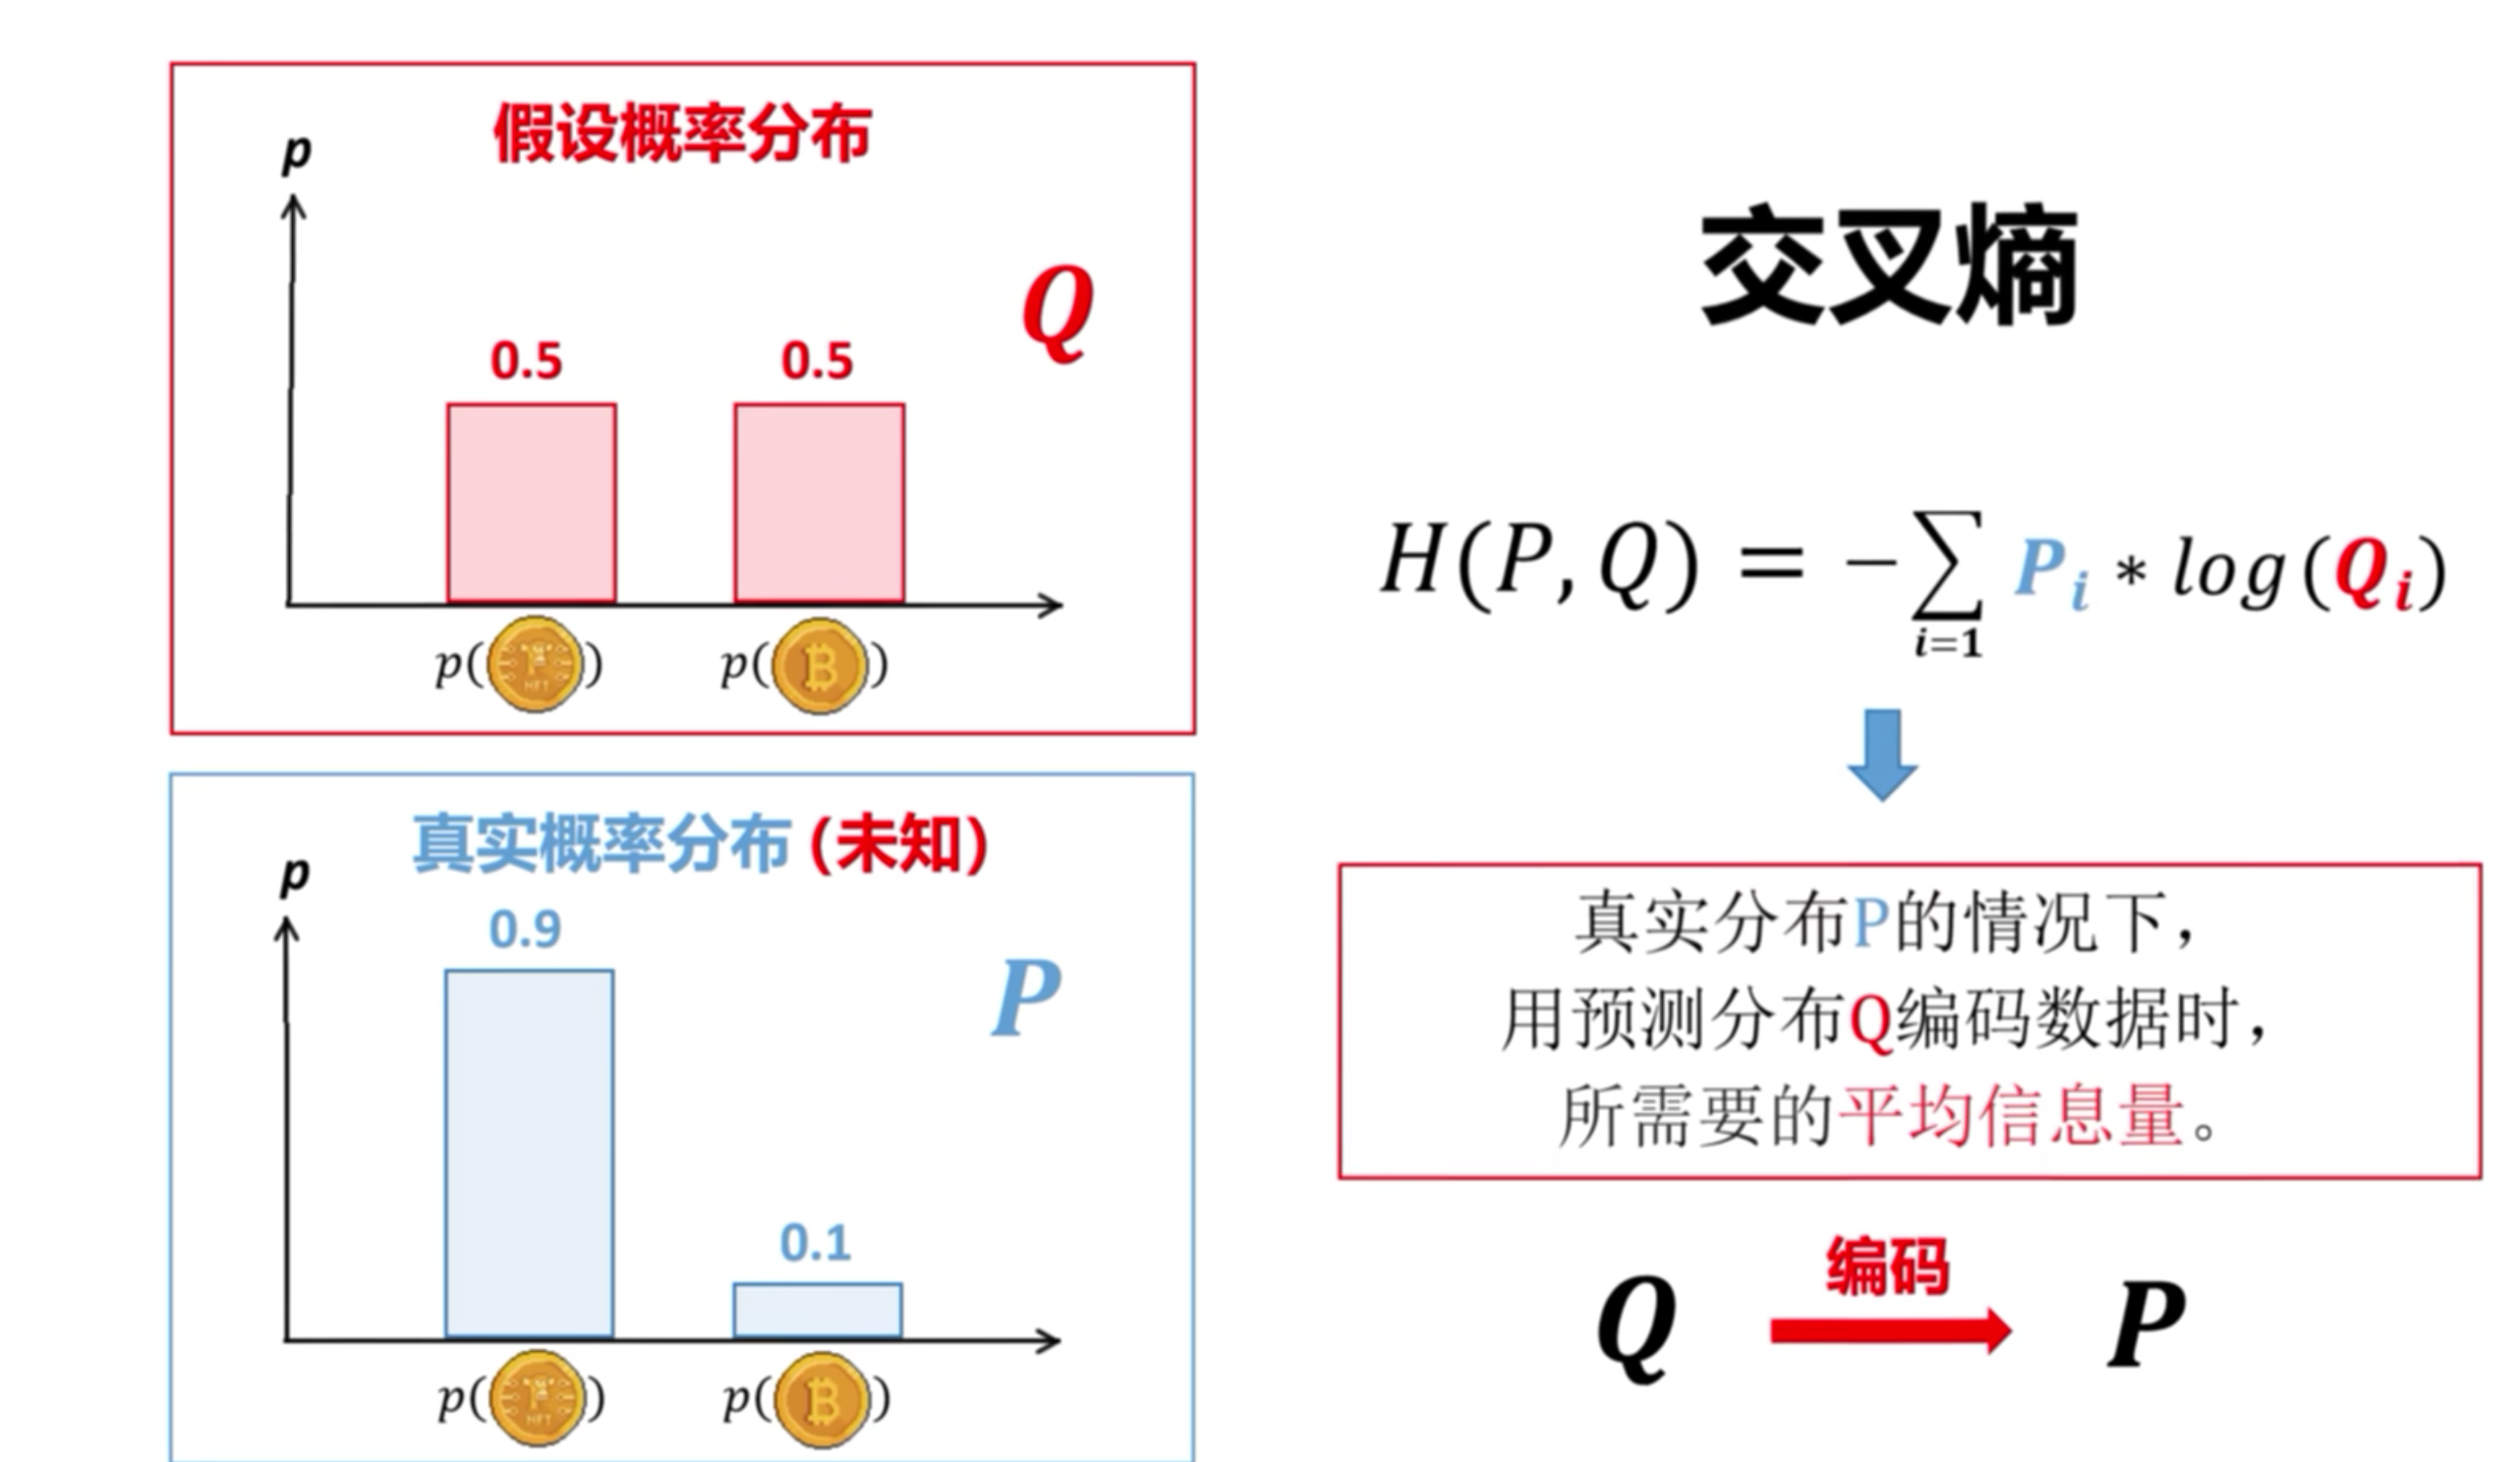 假设概率分布
p
Q
0.5 0.5
p( NFT ) p( ₿ )
真实概率分布 (未知)
p
0.9
P
0.1
p( NFT ) p( ₿ )
交叉熵
H(P,Q) = −∑ P_i * log(Q_i)
i=1
真实分布P的情况下，
用预测分布Q编码数据时，
所需要的平均信息量。
编码
Q P